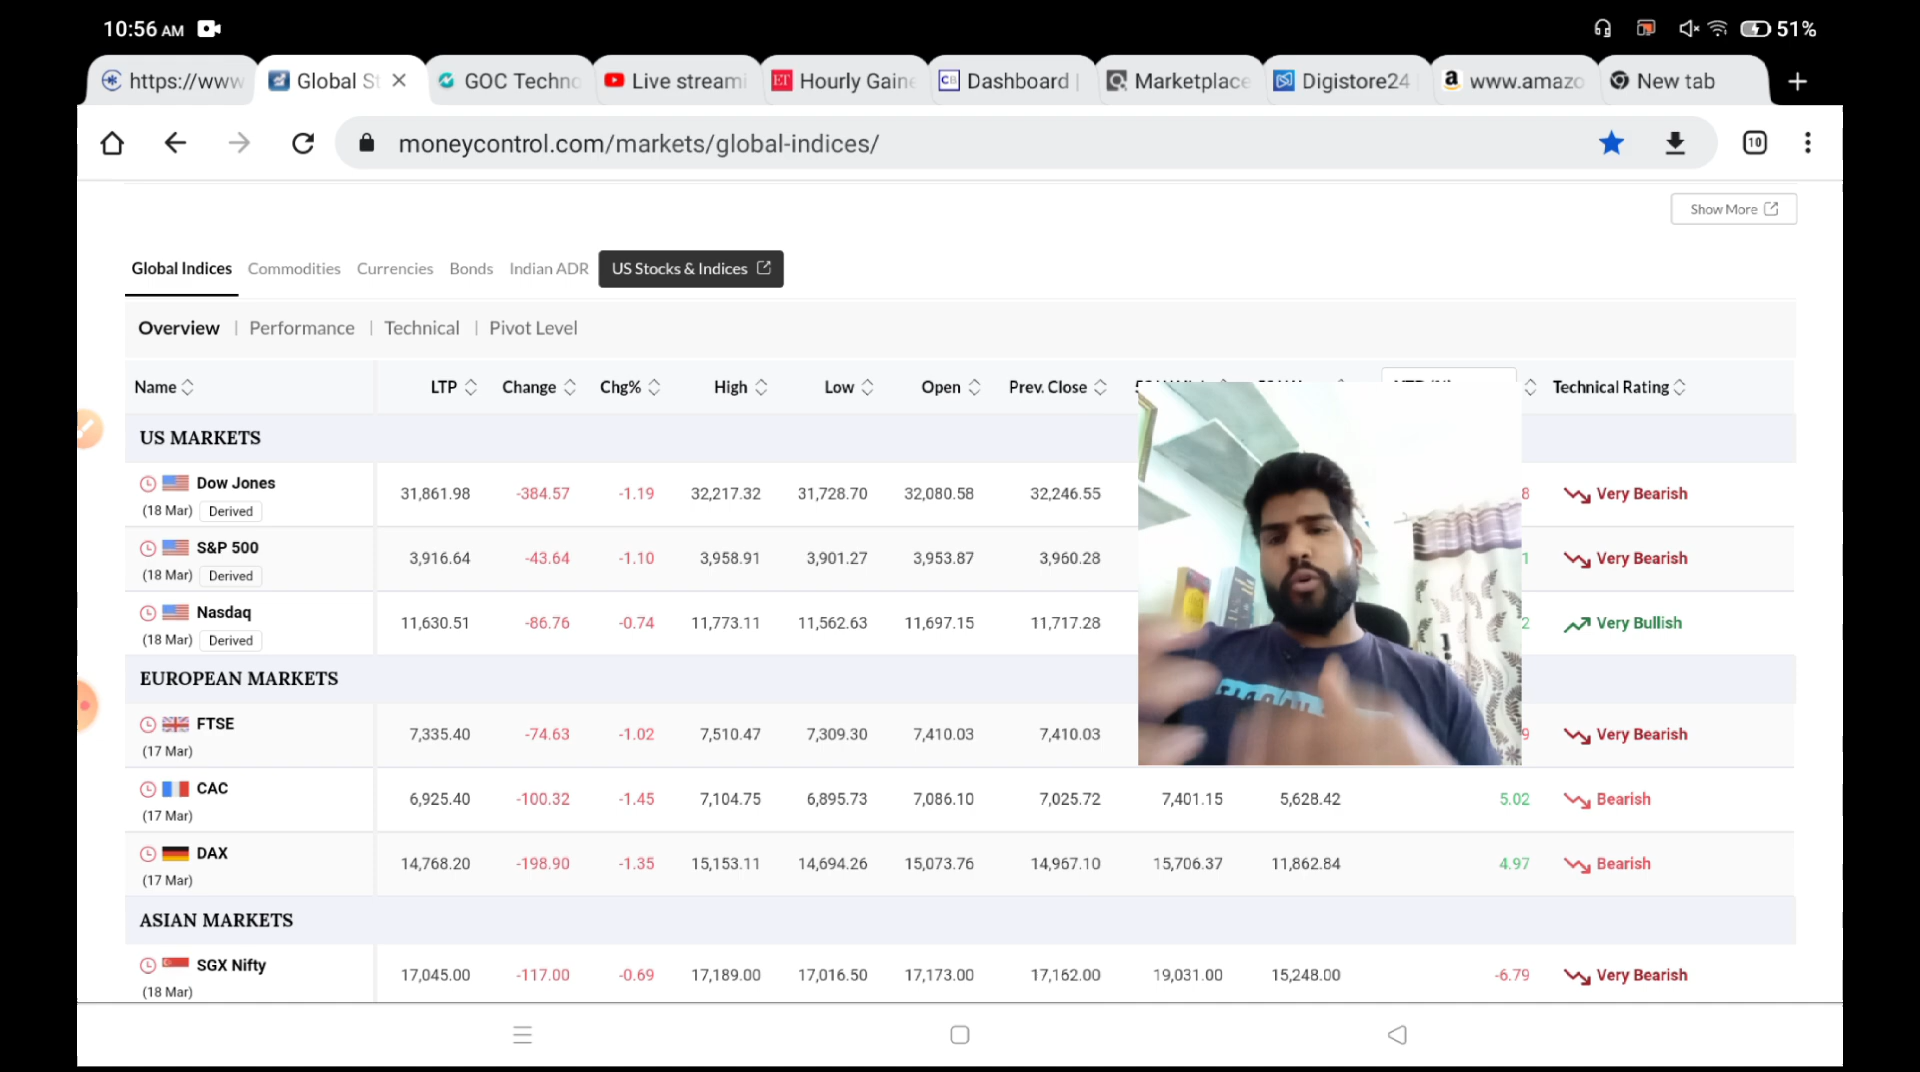 10:56 AM 51%
https://www Global St GOC Techno Live streami Hourly Gaine Dashboard | Marketplace Digistore24 www.amazo New tab
moneycontrol.com/markets/global-indices/ 10
Show More
Global Indices Commodities Currencies Bonds Indian ADR US Stocks & Indices
Overview | Performance | Technical | Pivot Level
Name LTP Change Chg% High Low Open Prev. Close Technical Rating
US MARKETS
Dow Jones (18 Mar) Derived 31,861.98 -384.57 -1.19 32,217.32 31,728.70 32,080.58 32,246.55 8 Very Bearish
S&P 500 (18 Mar) Derived 3,916.64 -43.64 -1.10 3,958.91 3,901.27 3,953.87 3,960.28 1 Very Bearish
Nasdaq (18 Mar) Derived 11,630.51 -86.76 -0.74 11,773.11 11,562.63 11,697.15 11,717.28 2 Very Bullish
EUROPEAN MARKETS
FTSE (17 Mar) 7,335.40 -74.63 -1.02 7,510.47 7,309.30 7,410.03 7,410.03 9 Very Bearish
CAC (17 Mar) 6,925.40 -100.32 -1.45 7,104.75 6,895.73 7,086.10 7,025.72 7,401.15 5,628.42 5.02 Bearish
DAX (17 Mar) 14,768.20 -198.90 -1.35 15,153.11 14,694.26 15,073.76 14,967.10 15,706.37 11,862.84 4.97 Bearish
ASIAN MARKETS
SGX Nifty (18 Mar) 17,045.00 -117.00 -0.69 17,189.00 17,016.50 17,173.00 17,162.00 19,031.00 15,248.00 -6.79 Very Bearish